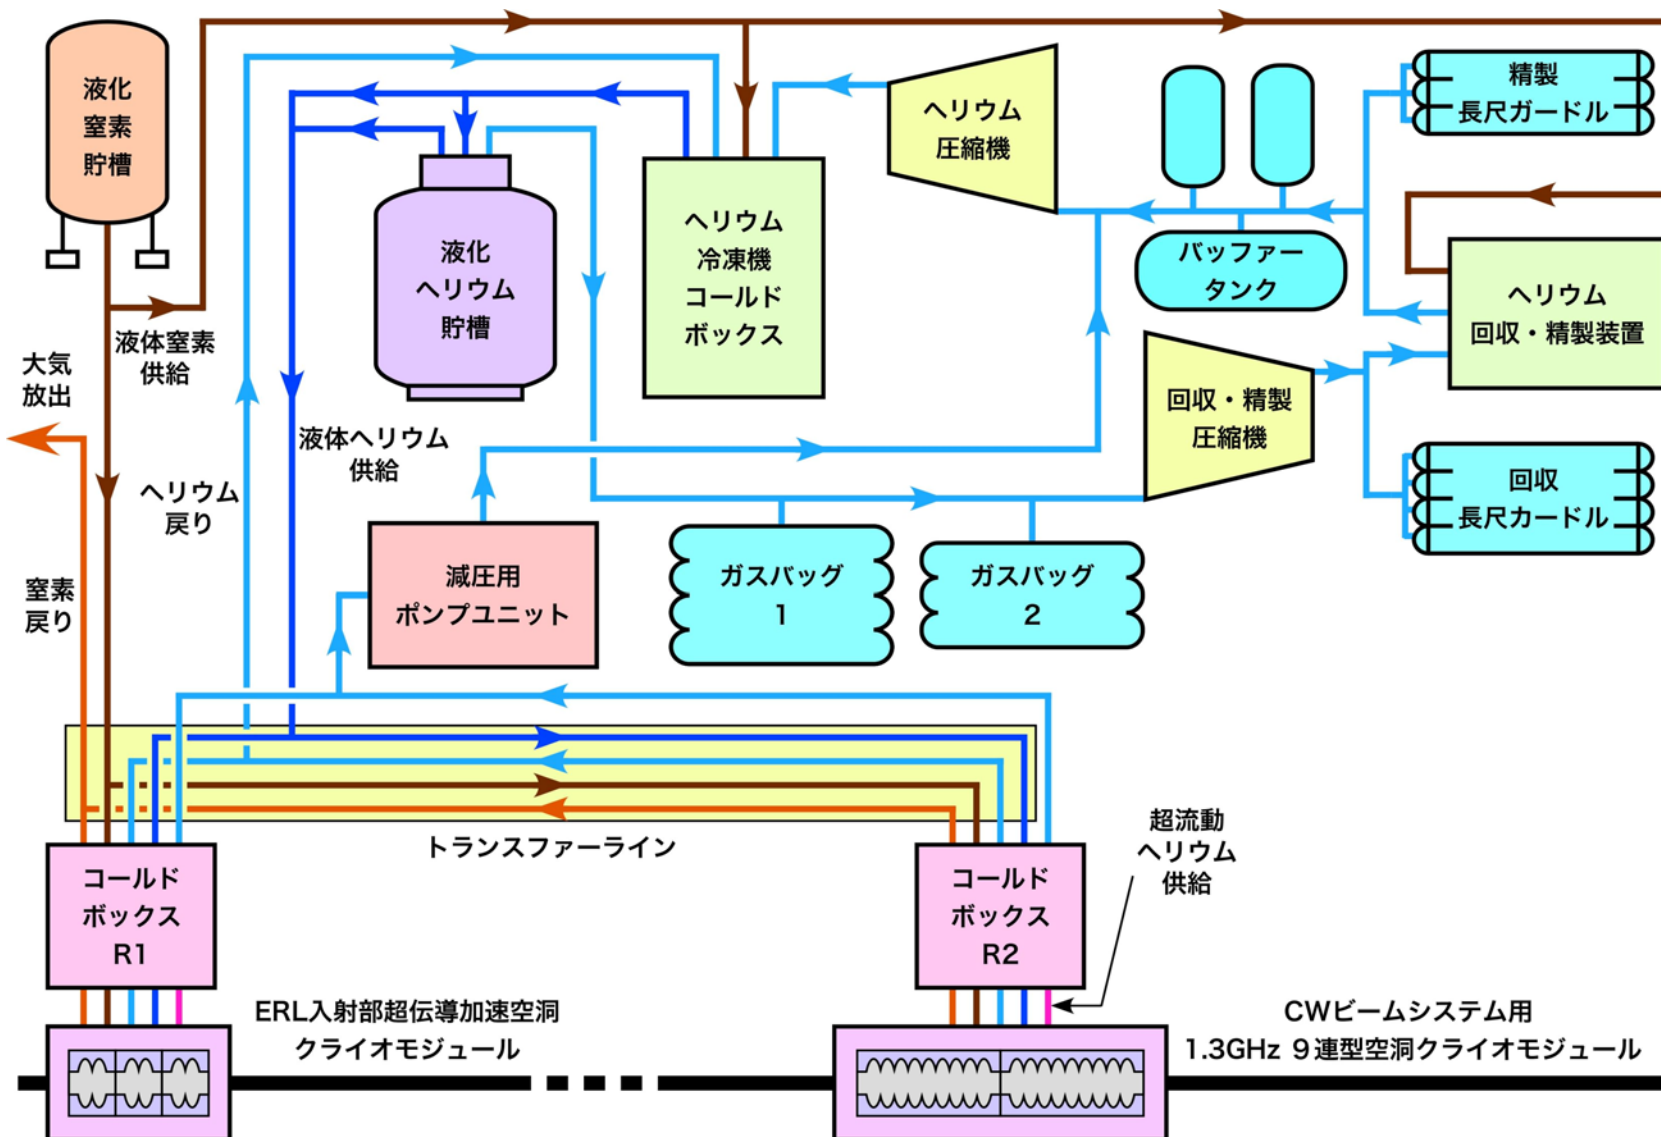 液化
窒素
貯槽
液体窒素
供給
大気
放出
窒素
戻り
ヘリウム
戻り
液体ヘリウム
供給
液化
ヘリウム
貯槽
ヘリウム
冷凍機
コールド
ボックス
ヘリウム
圧縮機
精製
長尺ガードル
バッファー
タンク
ヘリウム
回収・精製装置
回収・精製
圧縮機
回収
長尺カードル
減圧用
ポンプユニット
ガスバッグ
1
ガスバッグ
2
トランスファーライン
コールド
ボックス
R1
コールド
ボックス
R2
超流動
ヘリウム
供給
ERL入射部超伝導加速空洞
クライオモジュール
CWビームシステム用
1.3GHz 9連型空洞クライオモジュール